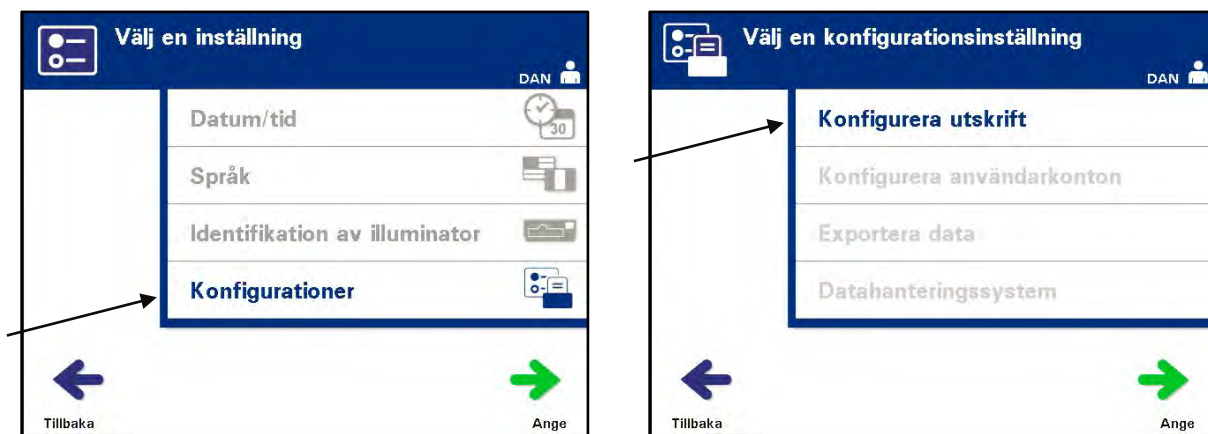 Välj en inställning
DAN
Datum/tid
30
Språk
Identifikation av illuminator
Konfigurationer
Tillbaka
Ange
Välj en konfigurationsinställning
DAN
Konfigurera utskrift
Konfigurera användarkonton
Exportera data
Datahanteringssystem
Tillbaka
Ange